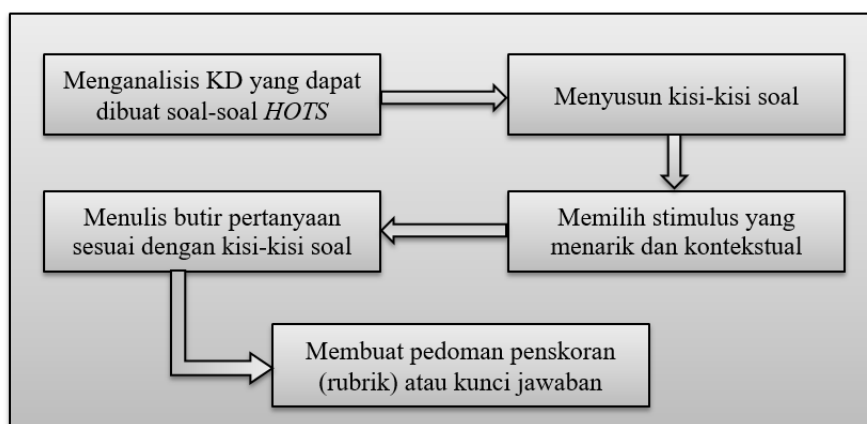 Menganalisis KD yang dapat
dibuat soal-soal HOTS
Menyusun kisi-kisi soal
Memilih stimulus yang
menarik dan kontekstual
Menulis butir pertanyaan
sesuai dengan kisi-kisi soal
Membuat pedoman penskoran
(rubrik) atau kunci jawaban